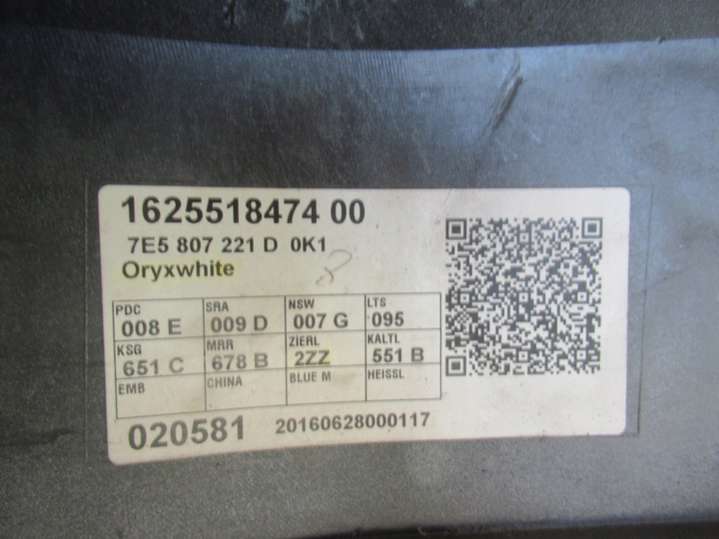 1625518474 00
7E5 807 221 D 0K1
Oryxwhite
PDC SRA NSW LTS
008 E 009 D 007 G 095
KSG MRR ZIERL KALTL
651 C 678 B 2ZZ 551 B
EMB CHINA BLUE M HEISSL
020581 20160628000117